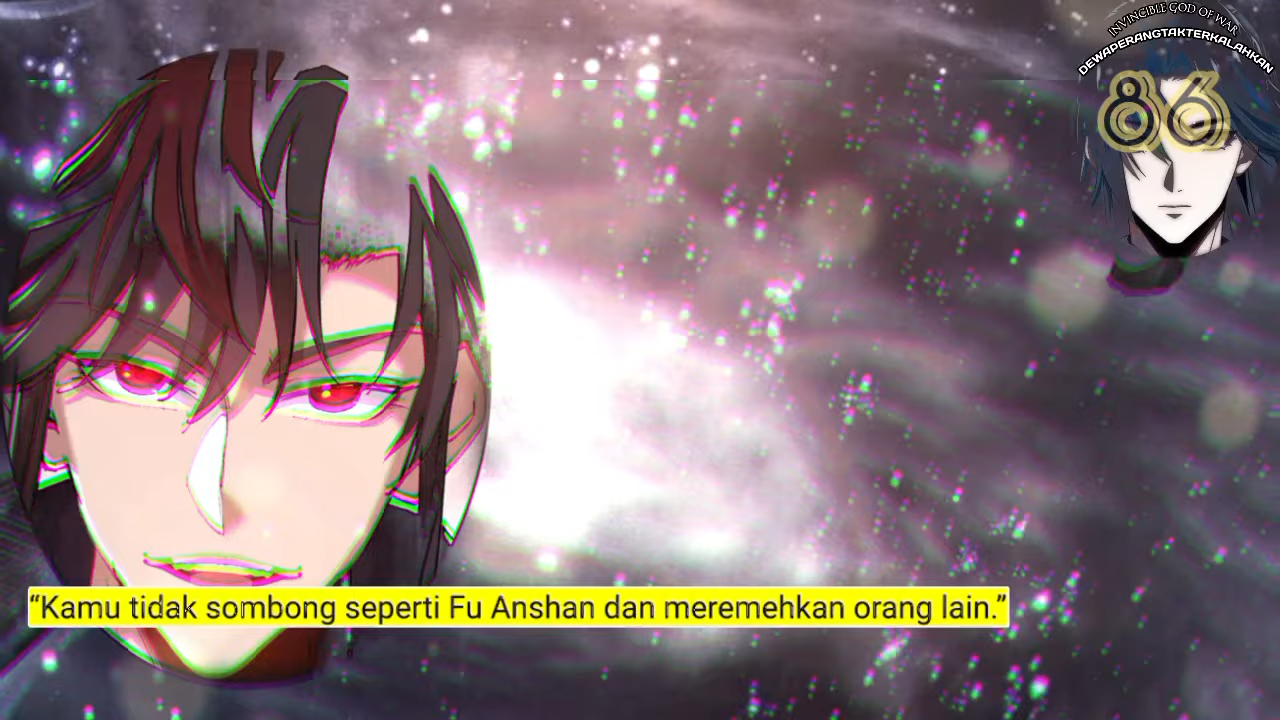 INVINCIBLE GOD OF WAR
DEWAPERANGTAKTERKALAHKAN
86
“Kamu tidak sombong seperti Fu Anshan dan meremehkan orang lain.”